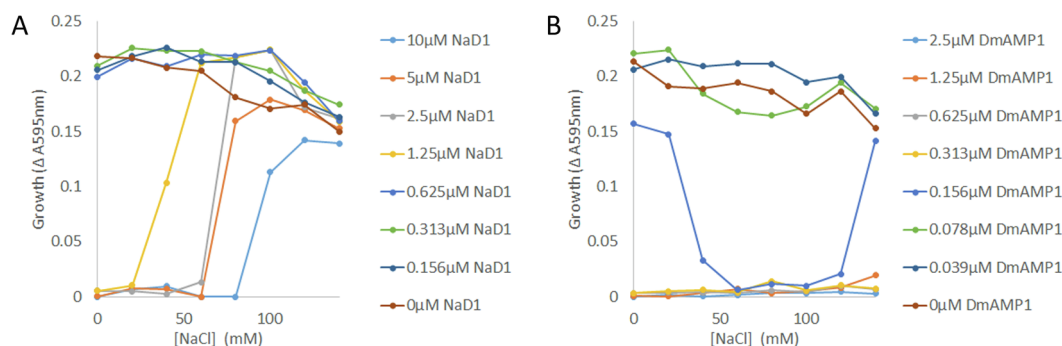 A
0.25
0.2
0.15
0.1
0.05
0
Growth (Δ A595nm)
0
50
100
[NaCl] (mM)
10μM NaD1
5μM NaD1
2.5μM NaD1
1.25μM NaD1
0.625μM NaD1
0.313μM NaD1
0.156μM NaD1
0μM NaD1
B
0.25
0.2
0.15
0.1
0.05
0
Growth (Δ A595nm)
0
50
100
[NaCl] (mM)
2.5μM DmAMP1
1.25μM DmAMP1
0.625μM DmAMP1
0.313μM DmAMP1
0.156μM DmAMP1
0.078μM DmAMP1
0.039μM DmAMP1
0μM DmAMP1